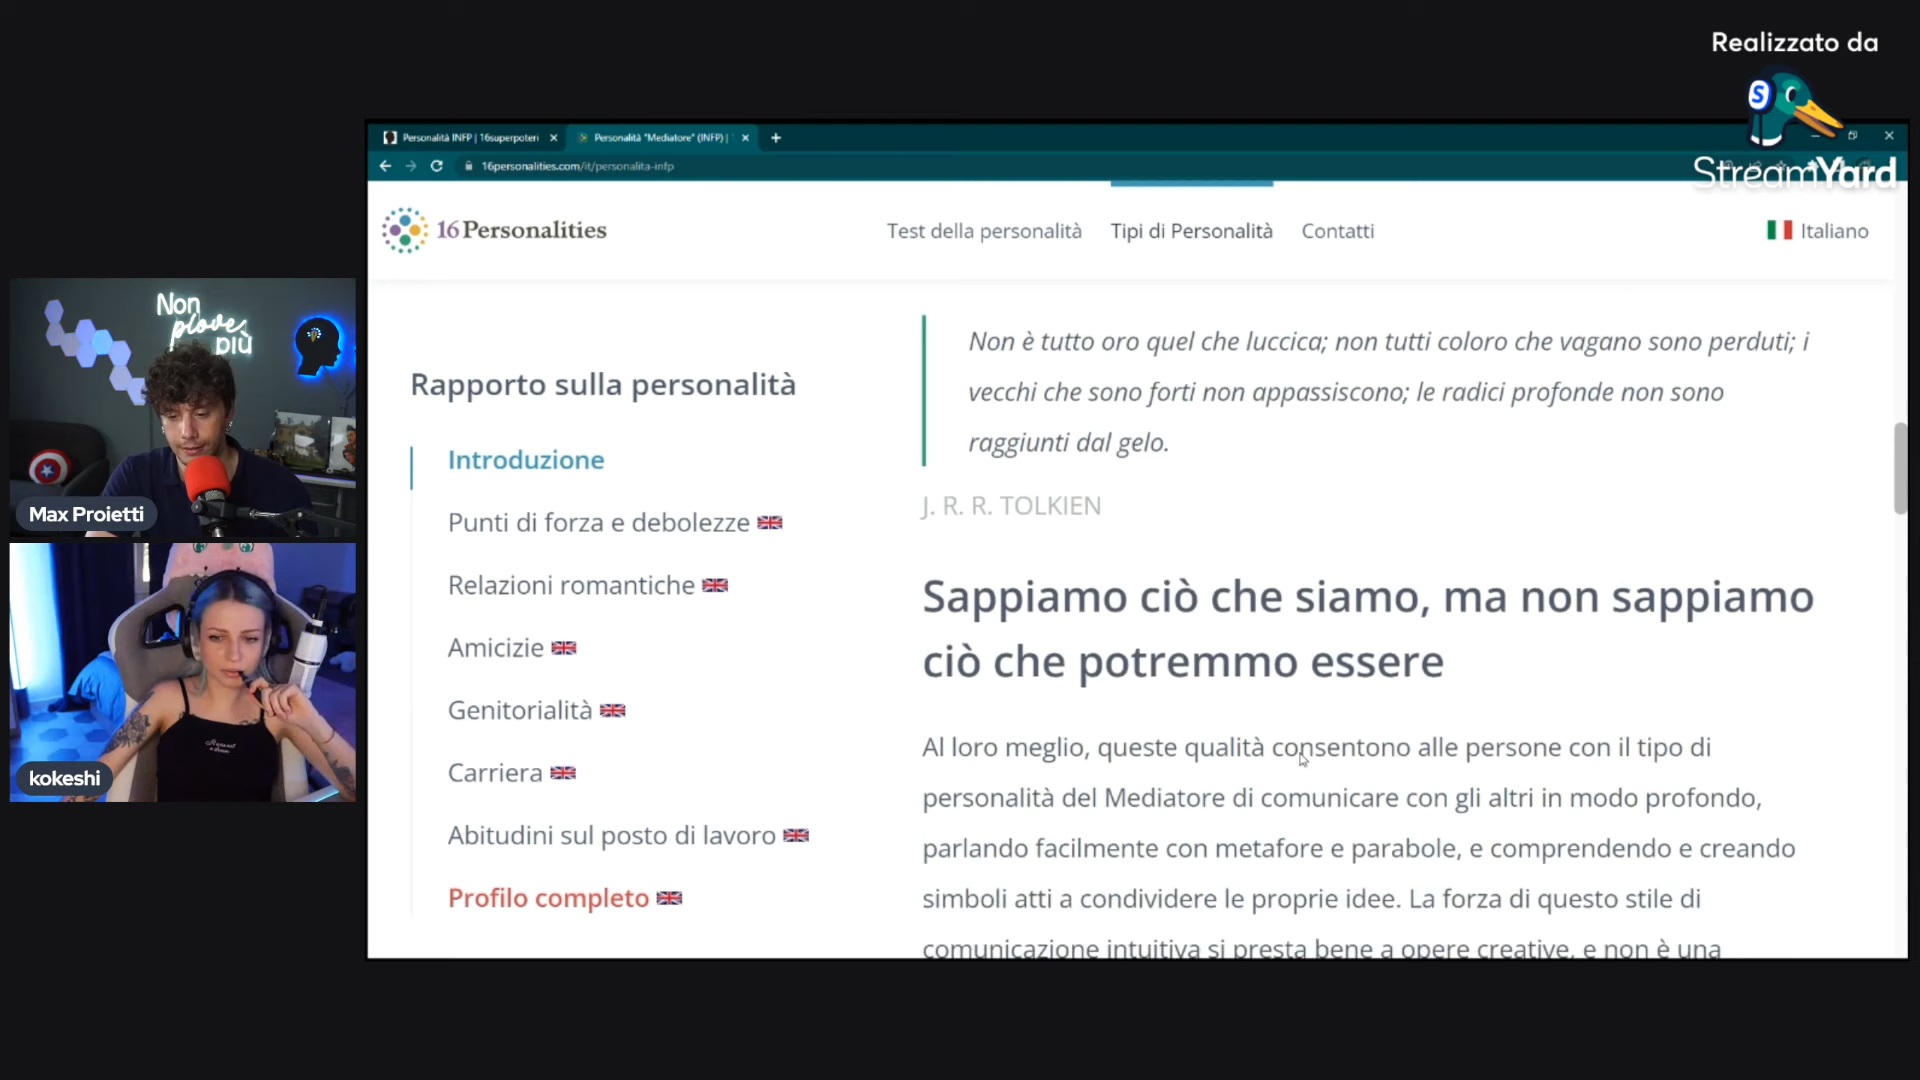 Realizzato da
StreamYard
Personalità INFP | 16superpoteri
Personalità "Mediatore" (INFP) |
16personalities.com/it/personalita-infp
16Personalities
Test della personalità
Tipi di Personalità
Contatti
Italiano
Non
piove
più
Max Proietti
kokeshi
Rapporto sulla personalità
Introduzione
Punti di forza e debolezze
Relazioni romantiche
Amicizie
Genitorialità
Carriera
Abitudini sul posto di lavoro
Profilo completo
Non è tutto oro quel che luccica; non tutti coloro che vagano sono perduti; i
vecchi che sono forti non appassiscono; le radici profonde non sono
raggiunti dal gelo.
J. R. R. TOLKIEN
Sappiamo ciò che siamo, ma non sappiamo
ciò che potremmo essere
Al loro meglio, queste qualità consentono alle persone con il tipo di
personalità del Mediatore di comunicare con gli altri in modo profondo,
parlando facilmente con metafore e parabole, e comprendendo e creando
simboli atti a condividere le proprie idee. La forza di questo stile di
comunicazione intuitiva si presta bene a opere creative, e non è una